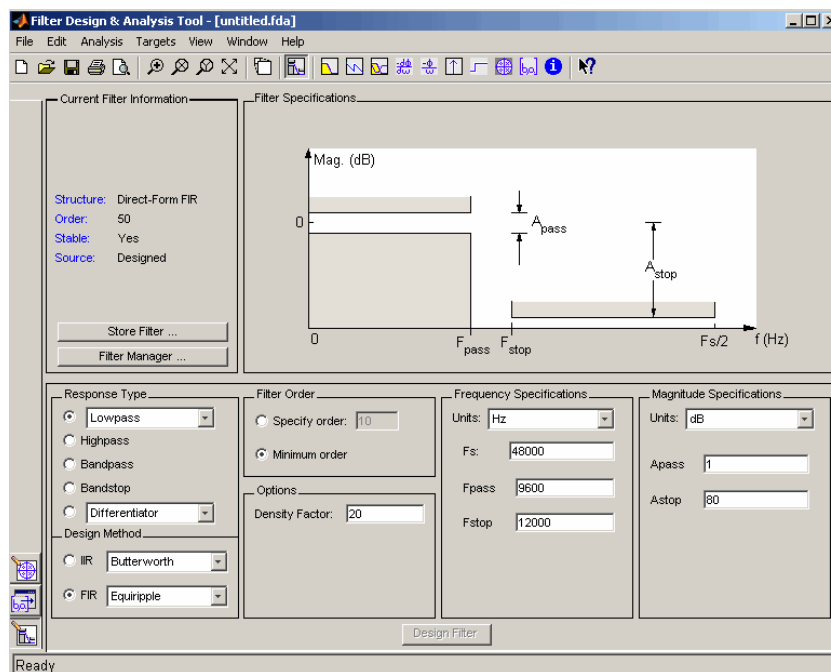 Filter Design & Analysis Tool - [untitled.fda]
File Edit Analysis Targets View Window Help
Current Filter Information
Structure: Direct-Form FIR
Order: 50
Stable: Yes
Source: Designed
Store Filter ...
Filter Manager ...
Filter Specifications
Mag. (dB)
0
Apass
Astop
0 Fpass Fstop Fs/2 f (Hz)
Response Type
Lowpass
Highpass
Bandpass
Bandstop
Differentiator
Design Method
IIR Butterworth
FIR Equiripple
Filter Order
Specify order: 10
Minimum order
Options
Density Factor: 20
Frequency Specifications
Units: Hz
Fs: 48000
Fpass 9600
Fstop 12000
Magnitude Specifications
Units: dB
Apass 1
Astop 80
Design Filter
Ready